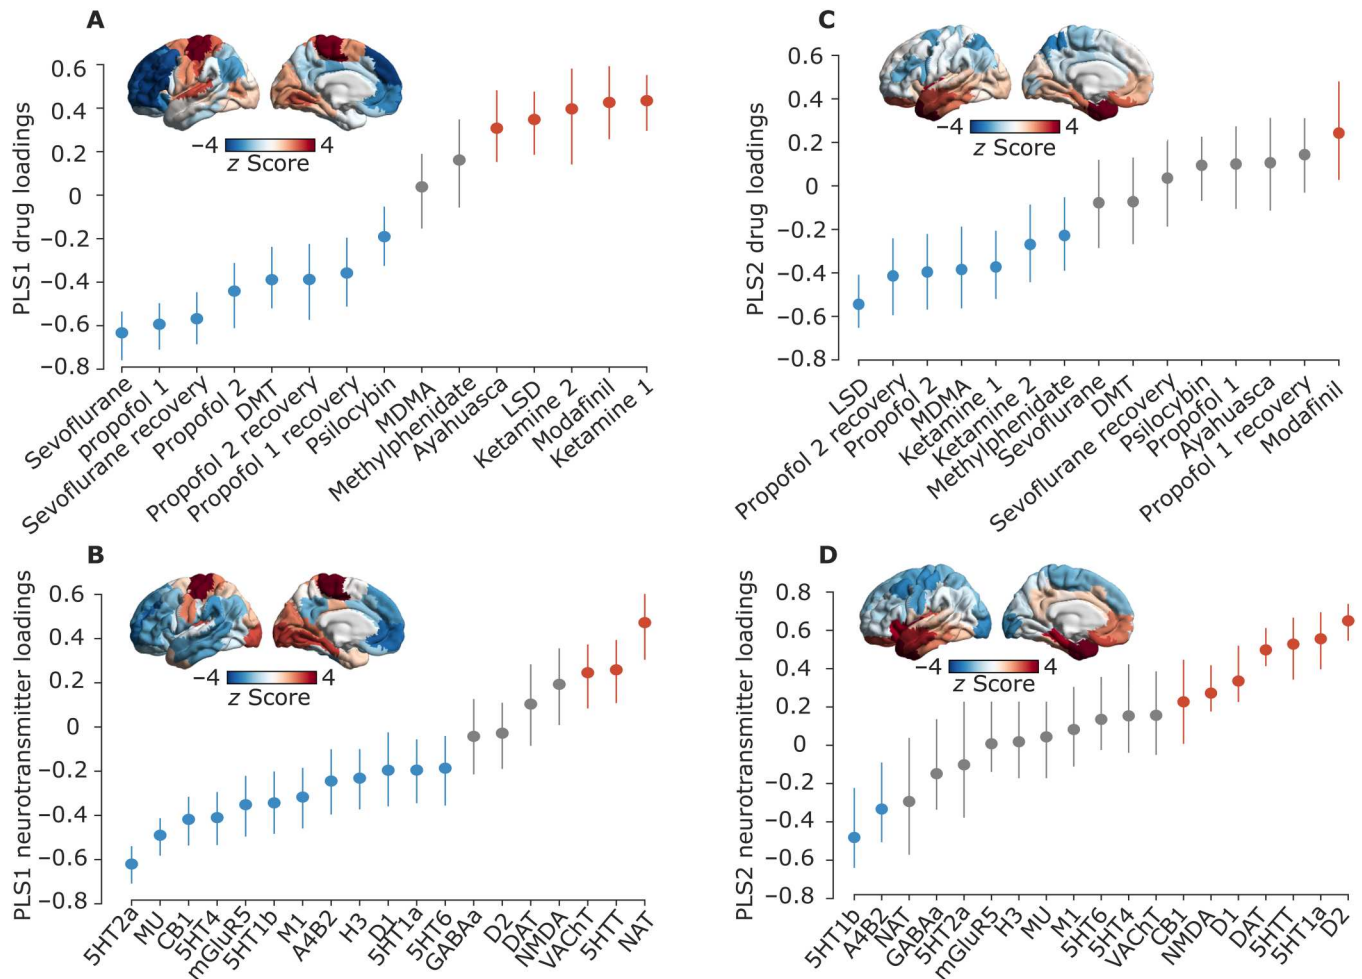 A
PLS1 drug loadings
0.6
0.4
0.2
0
−0.2
−0.4
−0.6
−0.8
−4 4
z Score
Sevoflurane
propofol 1
Sevoflurane recovery
Propofol 2
DMT
Propofol 2 recovery
Propofol 1 recovery
Psilocybin
MDMA
Methylphenidate
Ayahuasca
LSD
Ketamine 2
Modafinil
Ketamine 1
C
PLS2 drug loadings
0.6
0.4
0.2
0
−0.2
−0.4
−0.6
−0.8
−4 4
z Score
LSD
Propofol 2 recovery
Propofol 2
MDMA
Ketamine 1
Ketamine 2
Methylphenidate
Sevoflurane
DMT
Sevoflurane recovery
Psilocybin
Propofol 1
Ayahuasca
Propofol 1 recovery
Modafinil
B
PLS1 neurotransmitter loadings
0.6
0.4
0.2
0
−0.2
−0.4
−0.6
−0.8
−4 4
z Score
5HT2a
MU
CB1
5HT4
mGluR5
5HT1b
M1
A4B2
H3
D1
5HT1a
5HT6
GABAa
D2
DAT
NMDA
VAChT
5HTT
NAT
D
PLS2 neurotransmitter loadings
0.8
0.6
0.4
0.2
0
−0.2
−0.4
−0.6
−0.8
−4 4
z Score
5HT1b
A4B2
NAT
GABAa
5HT2a
mGluR5
H3
MU
M1
5HT6
5HT4
VAChT
CB1
NMDA
D1
DAT
5HTT
5HT1a
D2